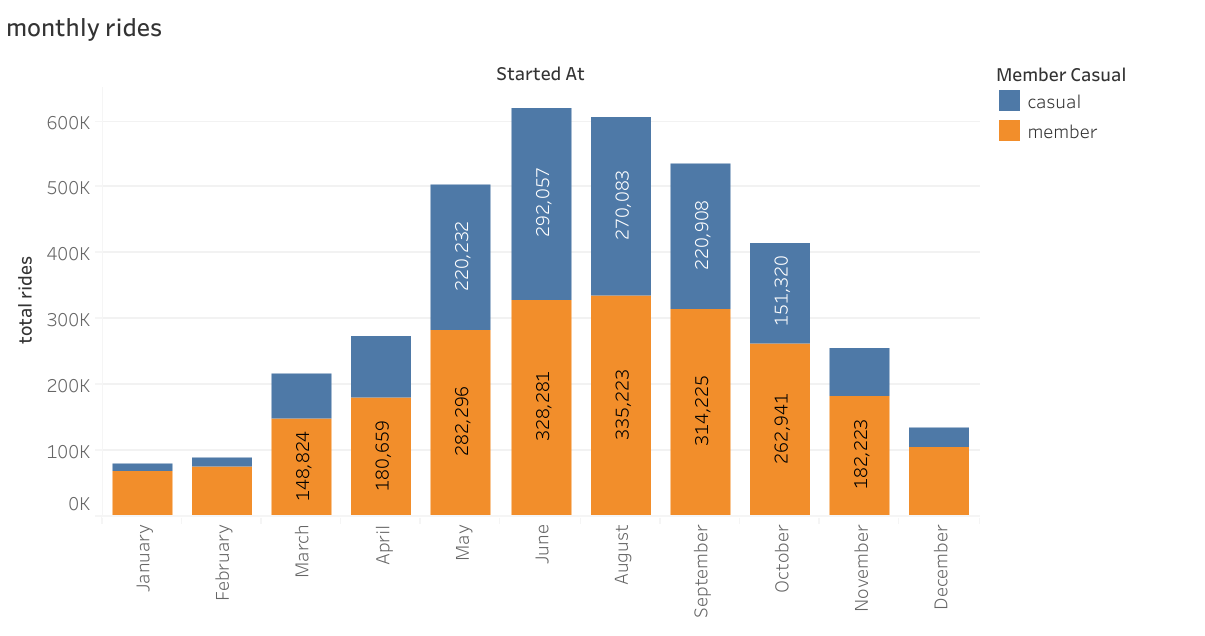 monthly rides
Started At
Member Casual
casual
member
total rides
600K
500K
400K
300K
200K
100K
0K
148,824
180,659
220,232
282,296
292,057
328,281
270,083
335,223
220,908
314,225
151,320
262,941
182,223
January
February
March
April
May
June
August
September
October
November
December